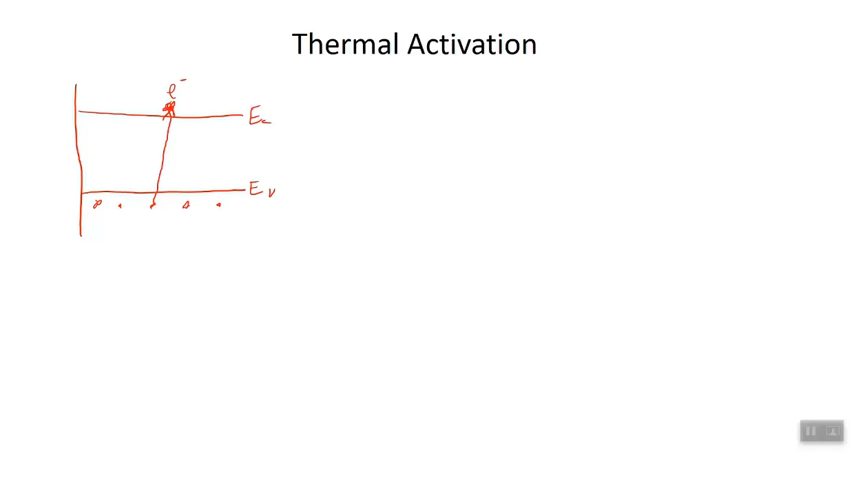 Thermal Activation
e⁻
Ec
Ev